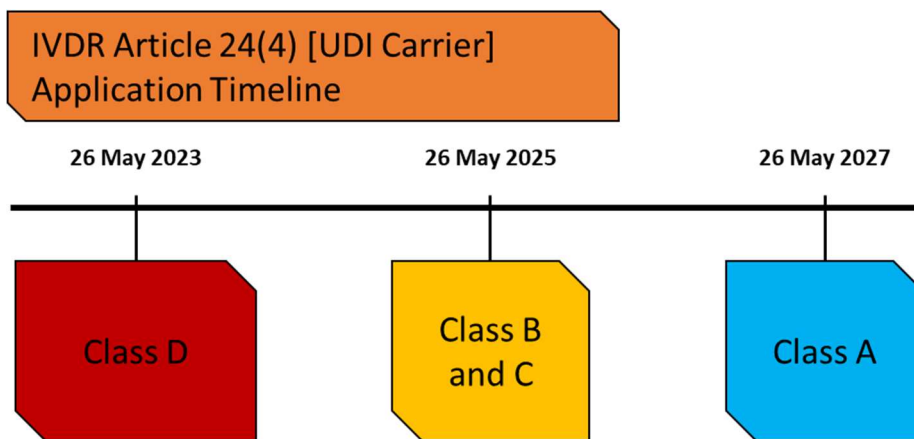 IVDR Article 24(4) [UDI Carrier]
Application Timeline
26 May 2023
26 May 2025
26 May 2027
Class D
Class B
and C
Class A